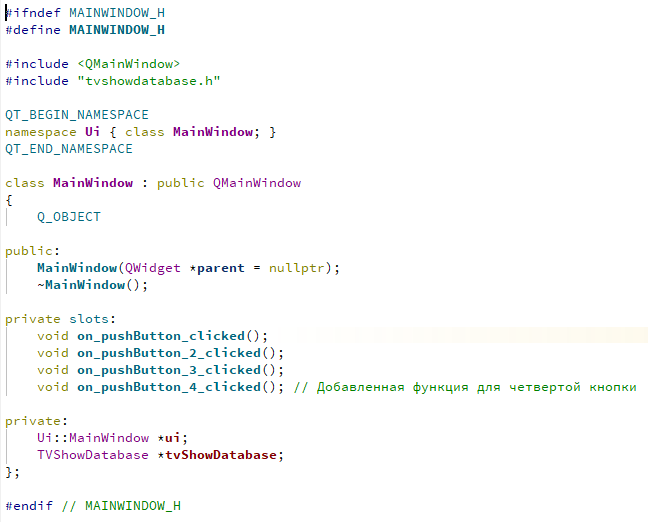 #ifndef MAINWINDOW_H
#define MAINWINDOW_H
#include <QMainWindow>
#include "tvshowdatabase.h"
QT_BEGIN_NAMESPACE
namespace Ui { class MainWindow; }
QT_END_NAMESPACE
class MainWindow : public QMainWindow
{
    Q_OBJECT
public:
    MainWindow(QWidget *parent = nullptr);
    ~MainWindow();
private slots:
    void on_pushButton_clicked();
    void on_pushButton_2_clicked();
    void on_pushButton_3_clicked();
    void on_pushButton_4_clicked(); // Добавленная функция для четвертой кнопки
private:
    Ui::MainWindow *ui;
    TVShowDatabase *tvShowDatabase;
};
#endif // MAINWINDOW_H